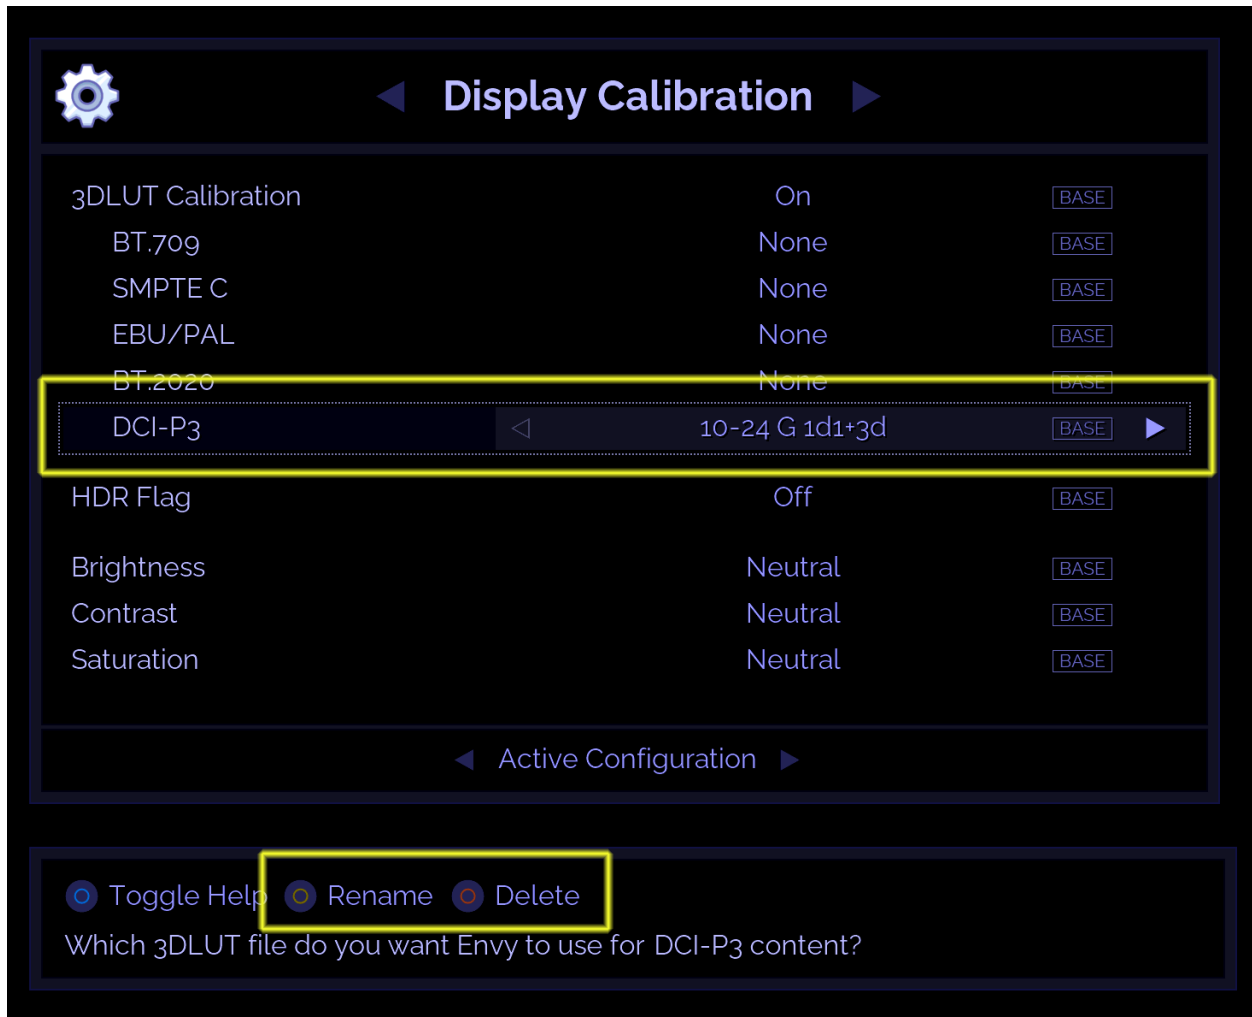 Display Calibration
3DLUT Calibration On BASE
BT.709 None BASE
SMPTE C None BASE
EBU/PAL None BASE
BT.2020 None BASE
DCI-P3 10-24 G 1d1+3d BASE
HDR Flag Off BASE
Brightness Neutral BASE
Contrast Neutral BASE
Saturation Neutral BASE
Active Configuration
Toggle Help Rename Delete
Which 3DLUT file do you want Envy to use for DCI-P3 content?